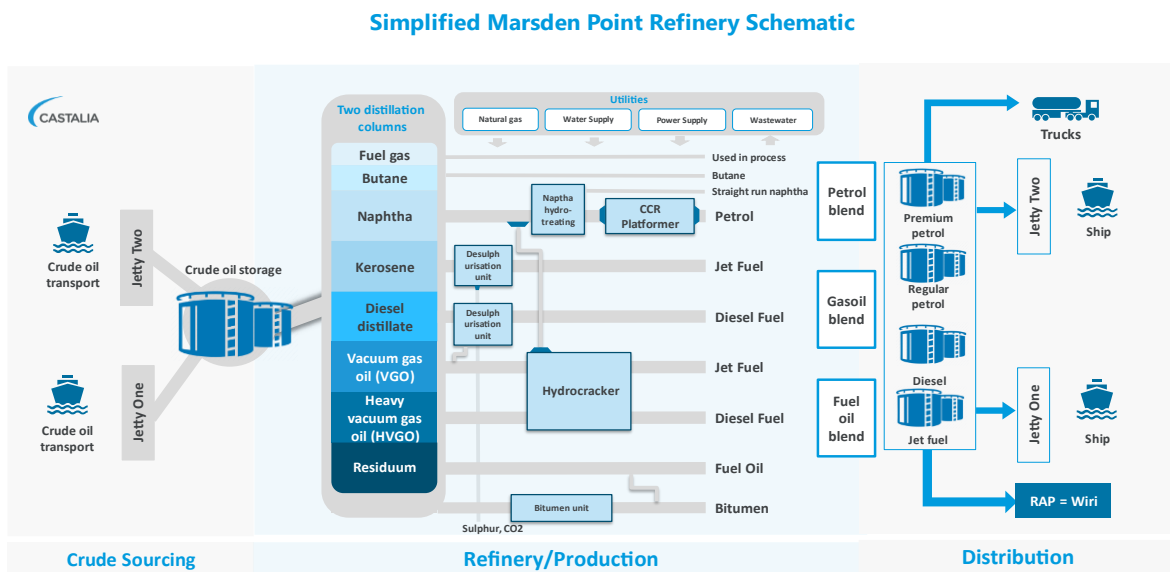 Simplified Marsden Point Refinery Schematic
CASTALIA
Crude oil
transport
Jetty Two
Crude oil
transport
Jetty One
Crude oil storage
Two distillation
columns
Fuel gas
Butane
Naphtha
Kerosene
Diesel
distillate
Vacuum gas
oil (VGO)
Heavy
vacuum gas
oil (HVGO)
Residuum
Utilities
Natural gas
Water Supply
Power Supply
Wastewater
Used in process
Butane
Straight run naphtha
Naptha
hydro-
treating
CCR
Platformer
Petrol
Desulph
urisation
unit
Jet Fuel
Desulph
urisation
unit
Diesel Fuel
Hydrocracker
Jet Fuel
Diesel Fuel
Fuel Oil
Bitumen unit
Bitumen
Sulphur, CO2
Petrol
blend
Gasoil
blend
Fuel
oil
blend
Premium
petrol
Regular
petrol
Diesel
Jet fuel
Trucks
Jetty Two
Ship
Jetty One
Ship
RAP = Wiri
Crude Sourcing
Refinery/Production
Distribution